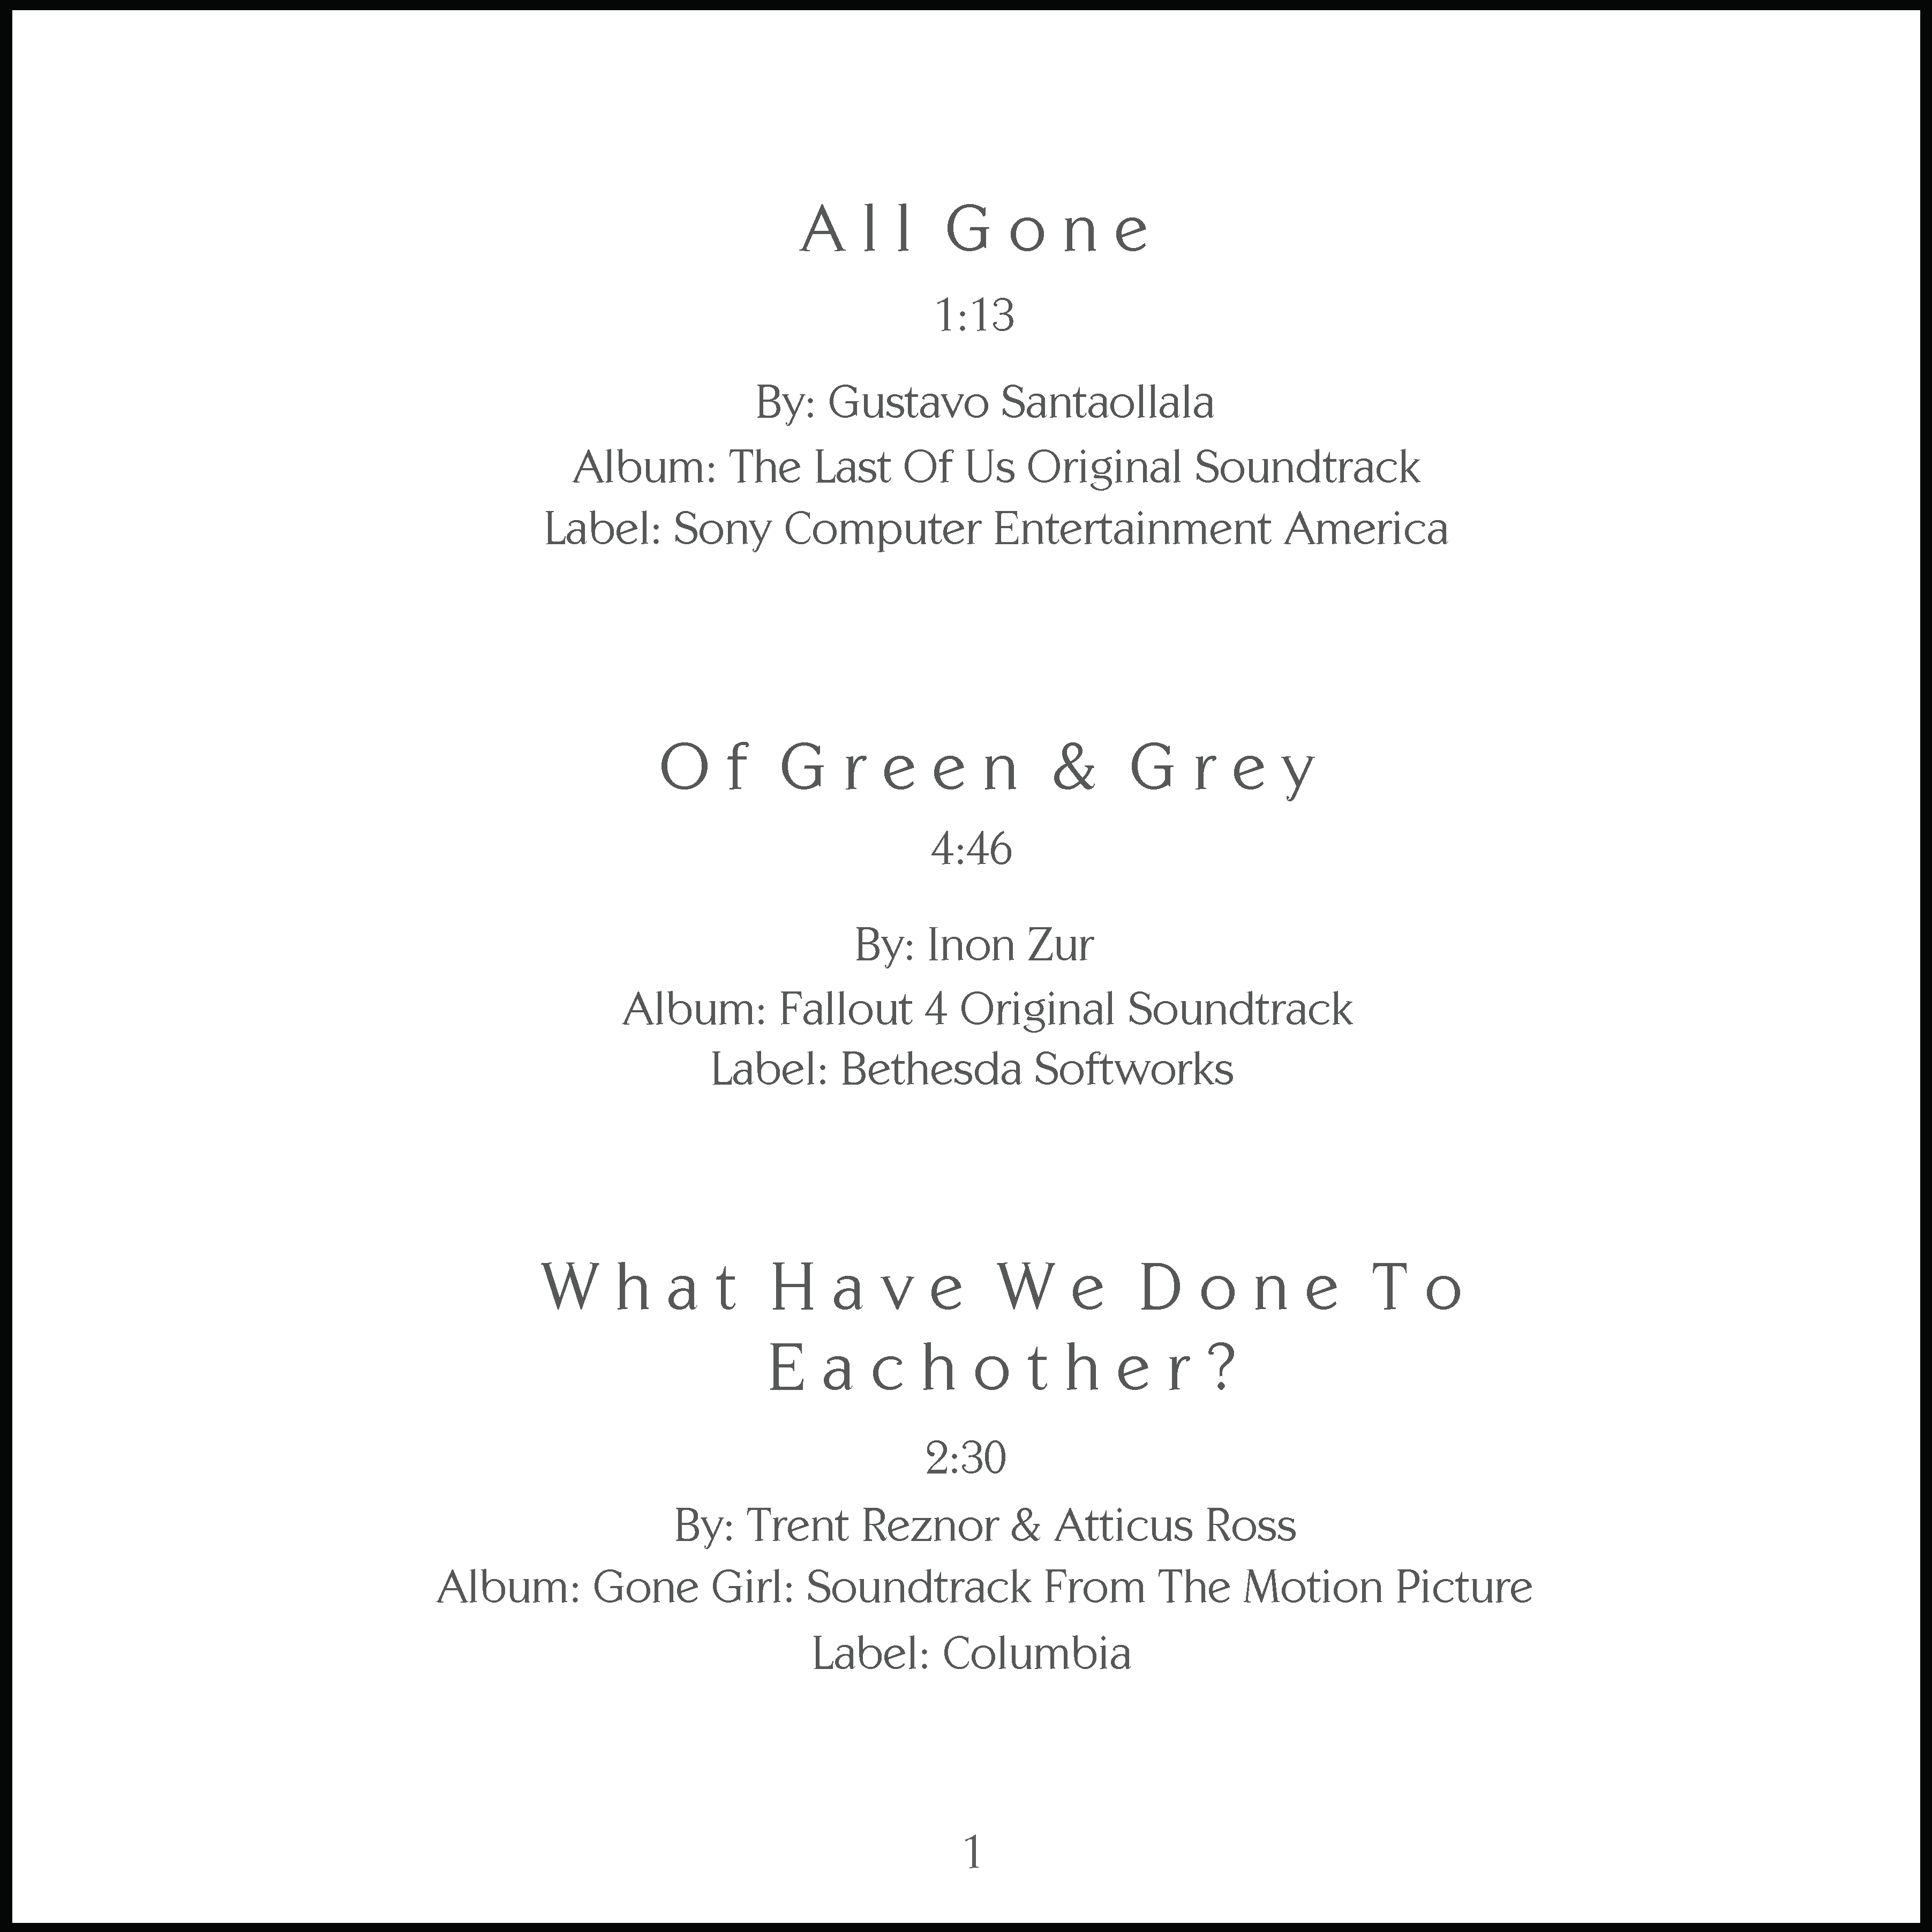 All Gone
1:13
By: Gustavo Santaollala
Album: The Last Of Us Original Soundtrack
Label: Sony Computer Entertainment America
Of Green & Grey
4:46
By: Inon Zur
Album: Fallout 4 Original Soundtrack
Label: Bethesda Softworks
What Have We Done To
Eachother?
2:30
By: Trent Reznor & Atticus Ross
Album: Gone Girl: Soundtrack From The Motion Picture
Label: Columbia
1